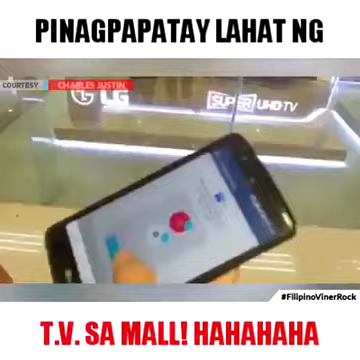 PINAGPAPATAY LAHAT NG
COURTESY CHARLES JUSTIN
LG SUPER UHD TV
#FilipinoVinerRock
T.V. SA MALL! HAHAHAHA